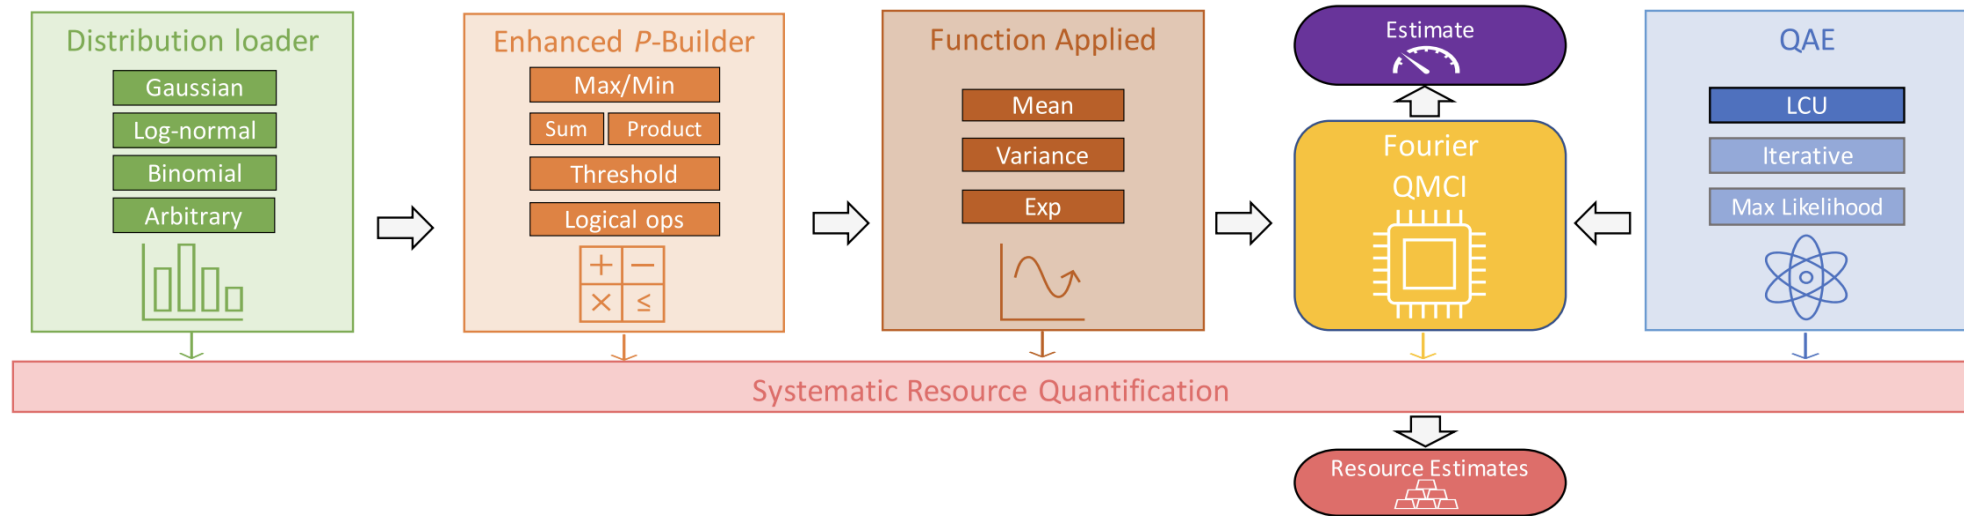 Distribution loader
Gaussian
Log-normal
Binomial
Arbitrary
Enhanced P-Builder
Max/Min
Sum
Product
Threshold
Logical ops
+ −
× ≤
Function Applied
Mean
Variance
Exp
Estimate
Fourier
QMCI
QAE
LCU
Iterative
Max Likelihood
Systematic Resource Quantification
Resource Estimates